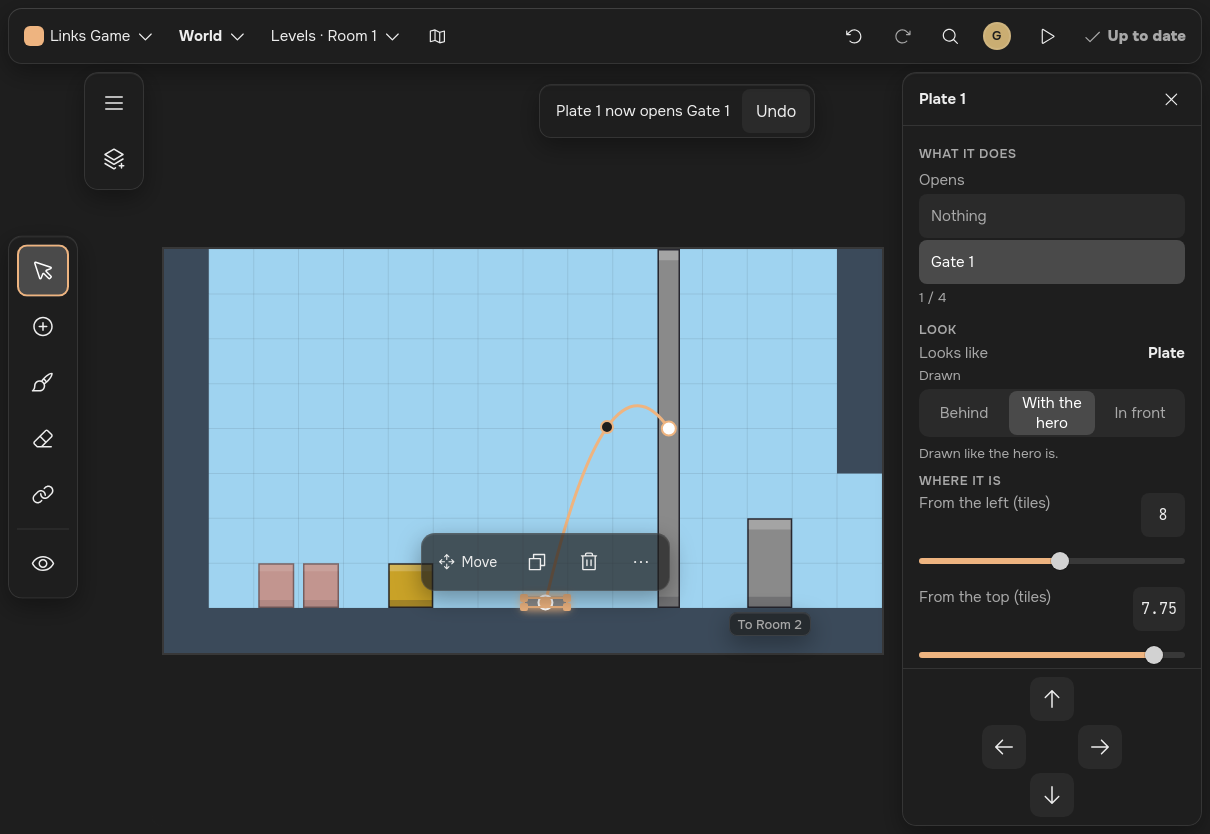 Links Game
World
Levels · Room 1
G
Up to date
Plate 1 now opens Gate 1
Undo
Plate 1
WHAT IT DOES
Opens
Nothing
Gate 1
1 / 4
LOOK
Looks like
Plate
Drawn
Behind
With the
hero
In front
Drawn like the hero is.
WHERE IT IS
From the left (tiles)
8
From the top (tiles)
7.75
Move
To Room 2